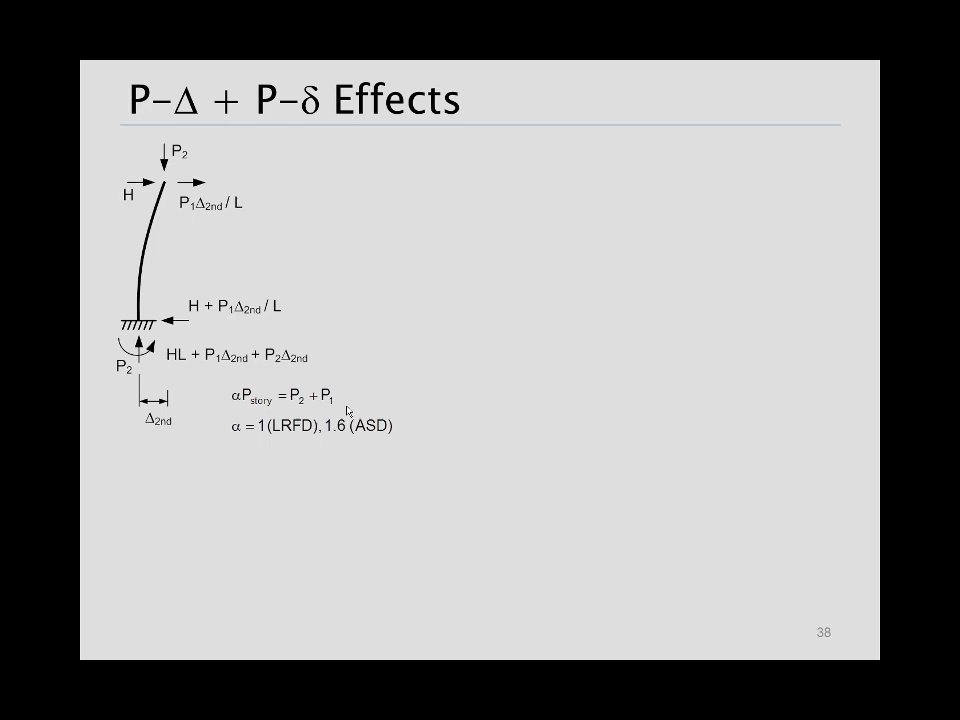 P–Δ + P–δ Effects
P₂
H
P₁Δ₂nd / L
H + P₁Δ₂nd / L
HL + P₁Δ₂nd + P₂Δ₂nd
P₂
αPstory = P₂ + P₁
Δ₂nd
α = 1(LRFD), 1.6 (ASD)
38